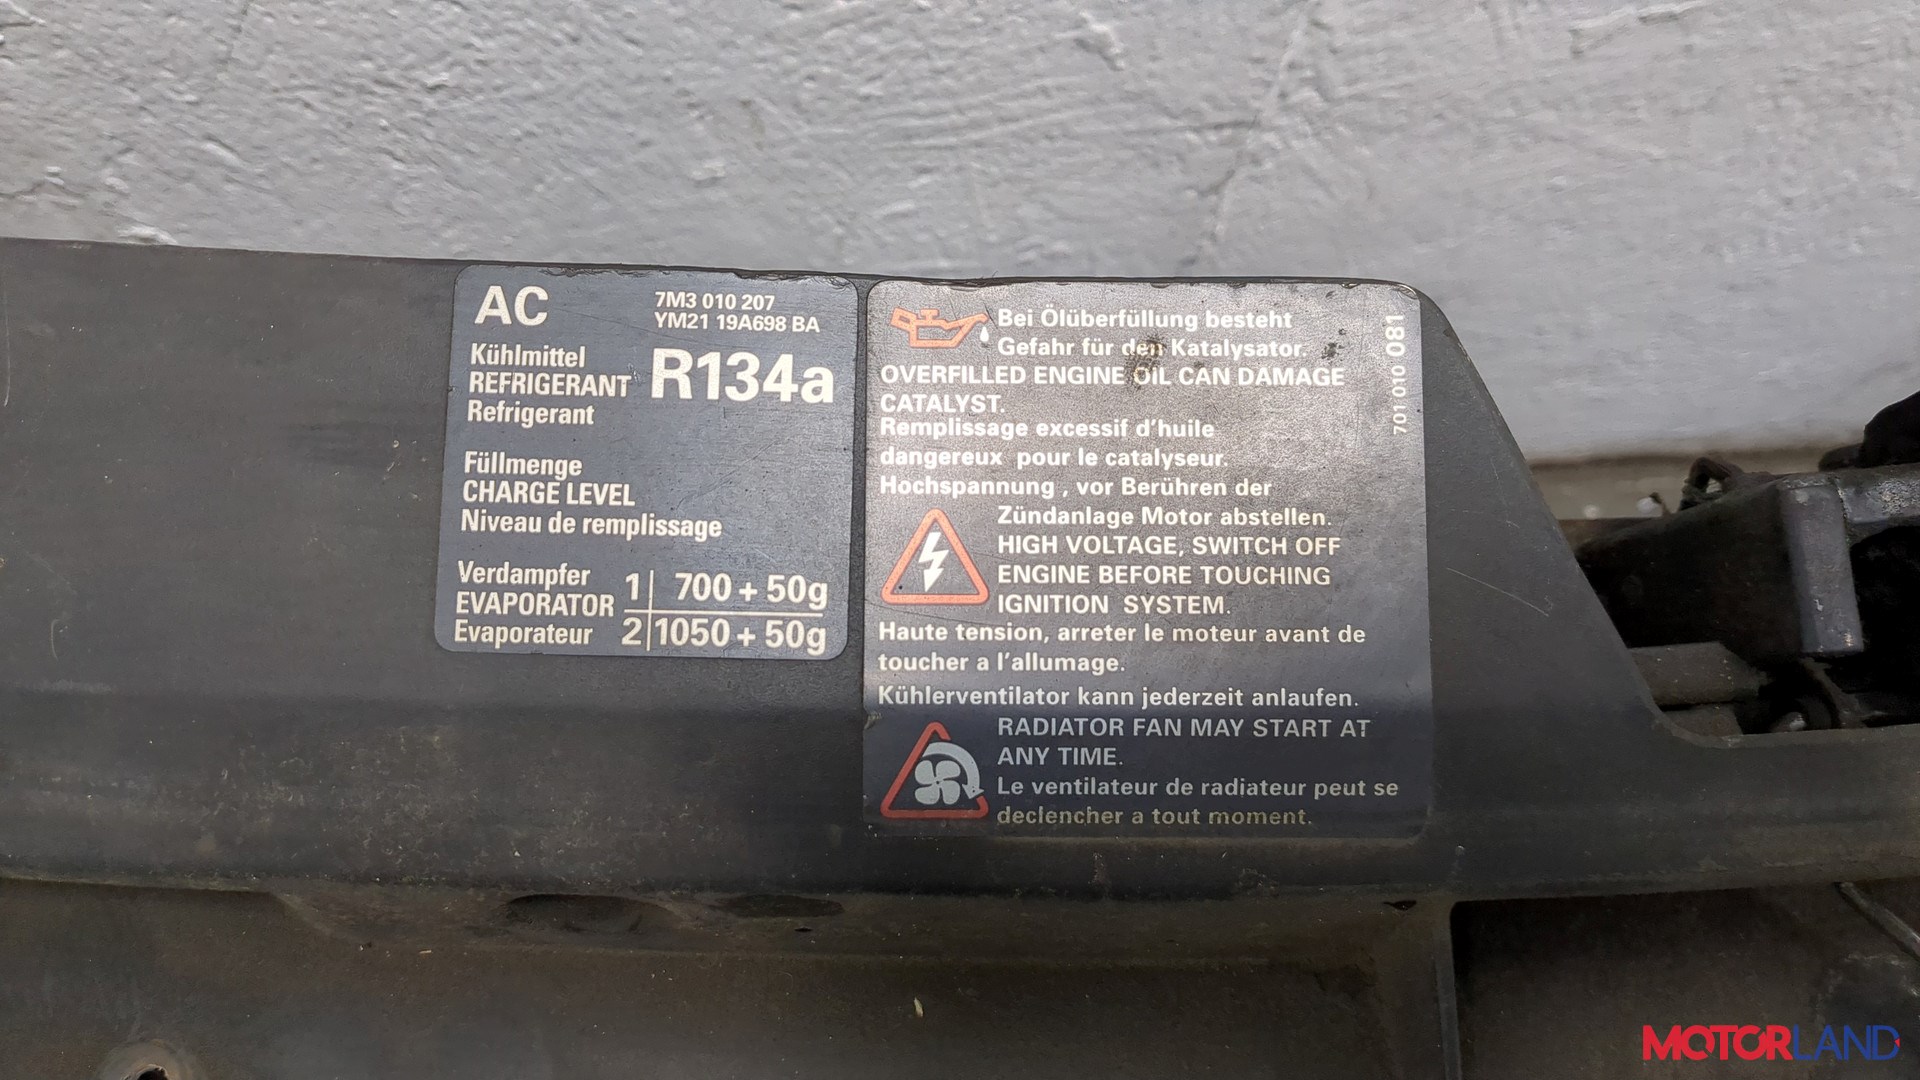 AC
7M3 010 207
YM21 19A698 BA
Kühlmittel
REFRIGERANT
Refrigerant
R134a
Füllmenge
CHARGE LEVEL
Niveau de remplissage
Verdampfer
EVAPORATOR
Evaporateur
1 700 + 50g
2 1050 + 50g
Bei Ölüberfüllung besteht
Gefahr für den Katalysator.
OVERFILLED ENGINE OIL CAN DAMAGE
CATALYST.
Remplissage excessif d'huile
dangereux pour le catalyseur.
Hochspannung , vor Berühren der
Zündanlage Motor abstellen.
HIGH VOLTAGE, SWITCH OFF
ENGINE BEFORE TOUCHING
IGNITION SYSTEM.
Haute tension, arreter le moteur avant de
toucher a l'allumage.
Kühlerventilator kann jederzeit anlaufen.
RADIATOR FAN MAY START AT
ANY TIME.
Le ventilateur de radiateur peut se
declencher a tout moment.
701 010 081
MOTORLAND